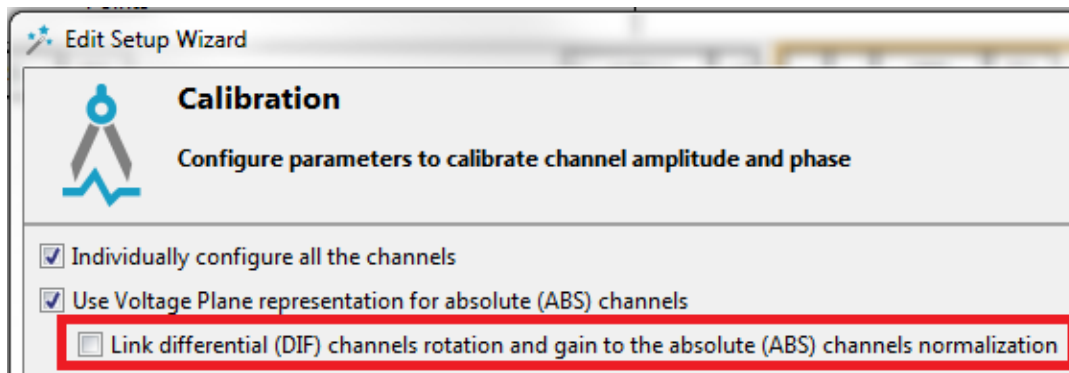 Edit Setup Wizard
Calibration
Configure parameters to calibrate channel amplitude and phase
Individually configure all the channels
Use Voltage Plane representation for absolute (ABS) channels
Link differential (DIF) channels rotation and gain to the absolute (ABS) channels normalization